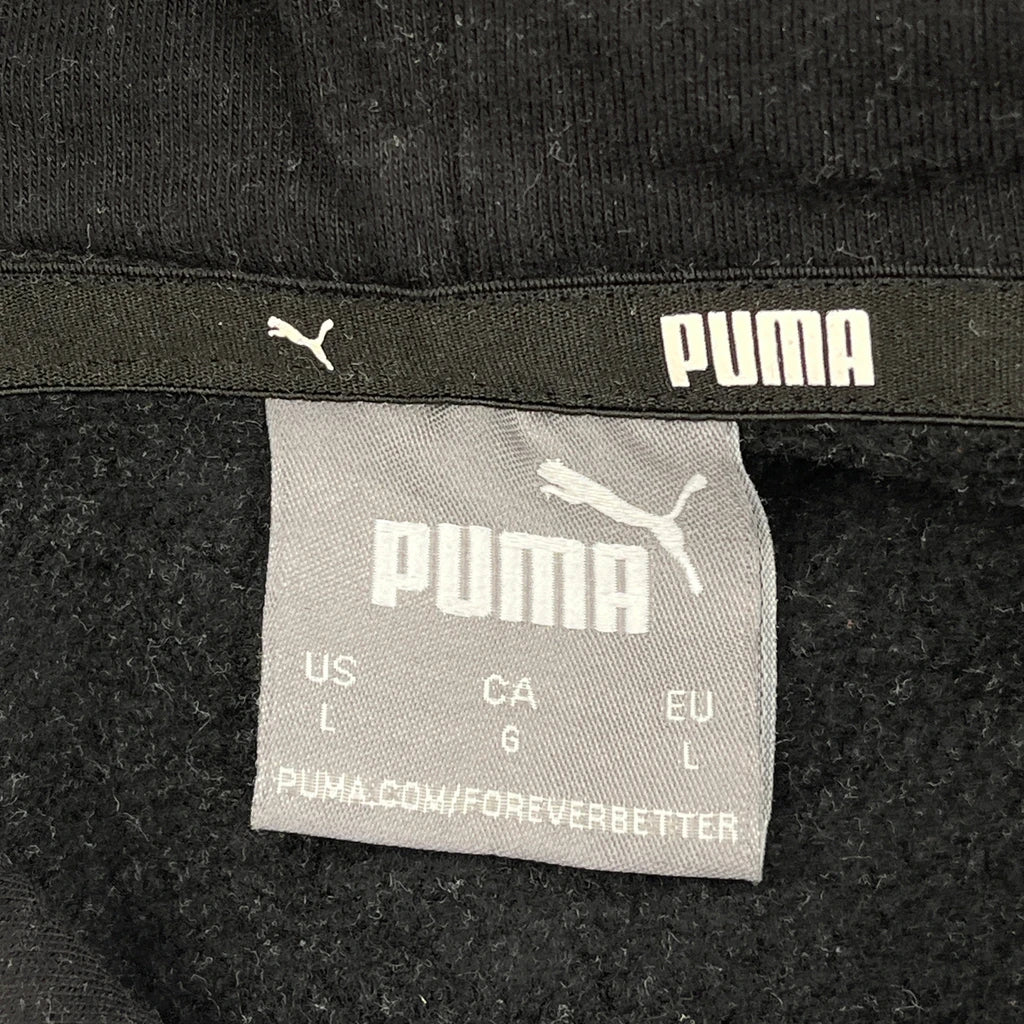 PUMA
PUMA
US CA EU
L G L
PUMA.COM/FOREVERBETTER